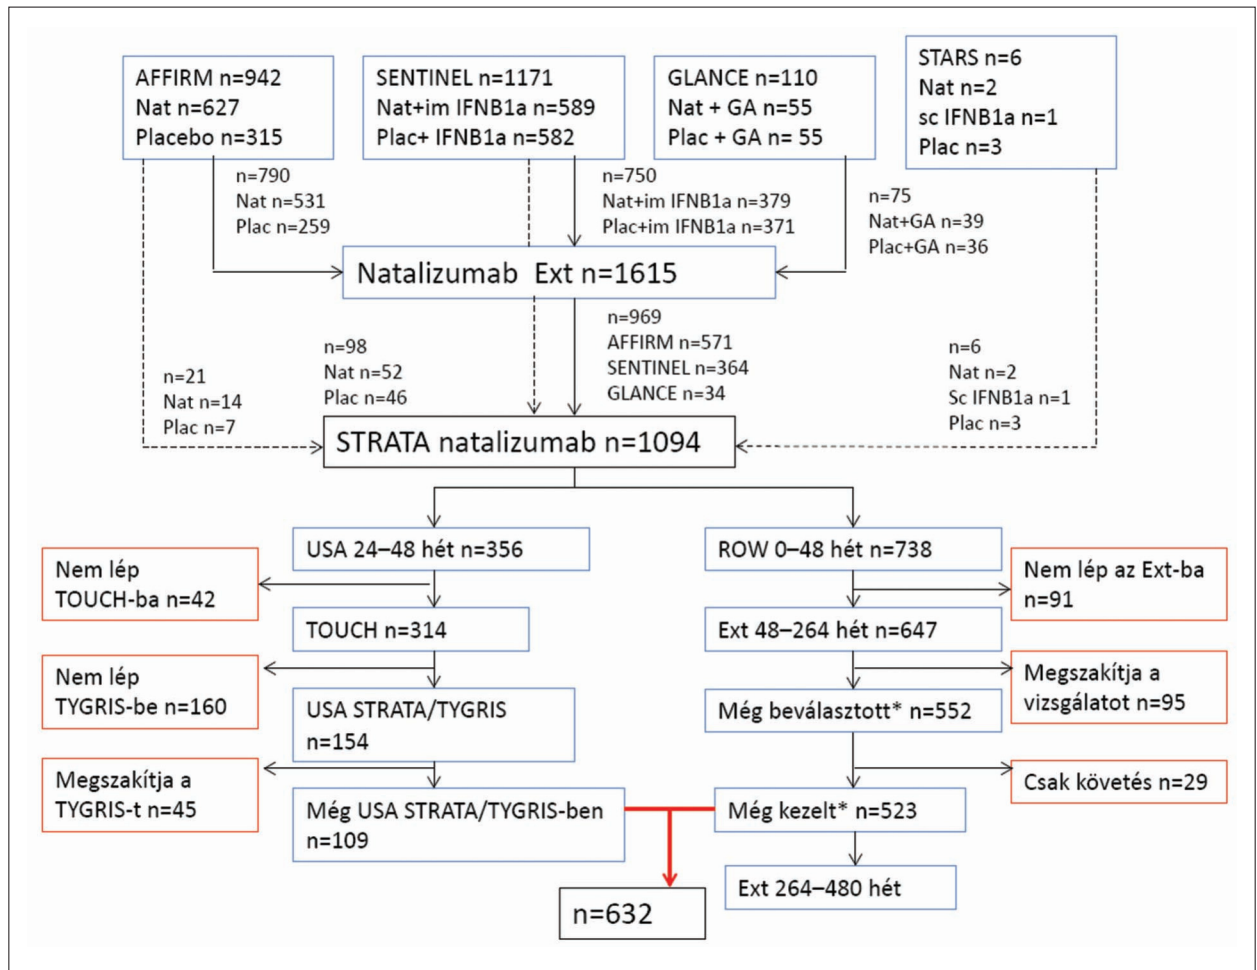 AFFIRM n=942
Nat n=627
Placebo n=315
SENTINEL n=1171
Nat+im IFNB1a n=589
Plac+ IFNB1a n=582
GLANCE n=110
Nat + GA n=55
Plac + GA n= 55
STARS n=6
Nat n=2
sc IFNB1a n=1
Plac n=3
n=790
Nat n=531
Plac n=259
n=750
Nat+im IFNB1a n=379
Plac+im IFNB1a n=371
n=75
Nat+GA n=39
Plac+GA n=36
Natalizumab Ext n=1615
n=21
Nat n=14
Plac n=7
n=98
Nat n=52
Plac n=46
n=969
AFFIRM n=571
SENTINEL n=364
GLANCE n=34
n=6
Nat n=2
Sc IFNB1a n=1
Plac n=3
STRATA natalizumab n=1094
USA 24–48 hét n=356
ROW 0–48 hét n=738
Nem lép
TOUCH-ba n=42
Nem lép az Ext-ba
n=91
TOUCH n=314
Ext 48–264 hét n=647
Nem lép
TYGRIS-be n=160
Megszakítja a
vizsgálatot n=95
USA STRATA/TYGRIS
n=154
Még beválasztott* n=552
Megszakítja a
TYGRIS-t n=45
Csak követés n=29
Még USA STRATA/TYGRIS-ben
n=109
Még kezelt* n=523
Ext 264–480 hét
n=632